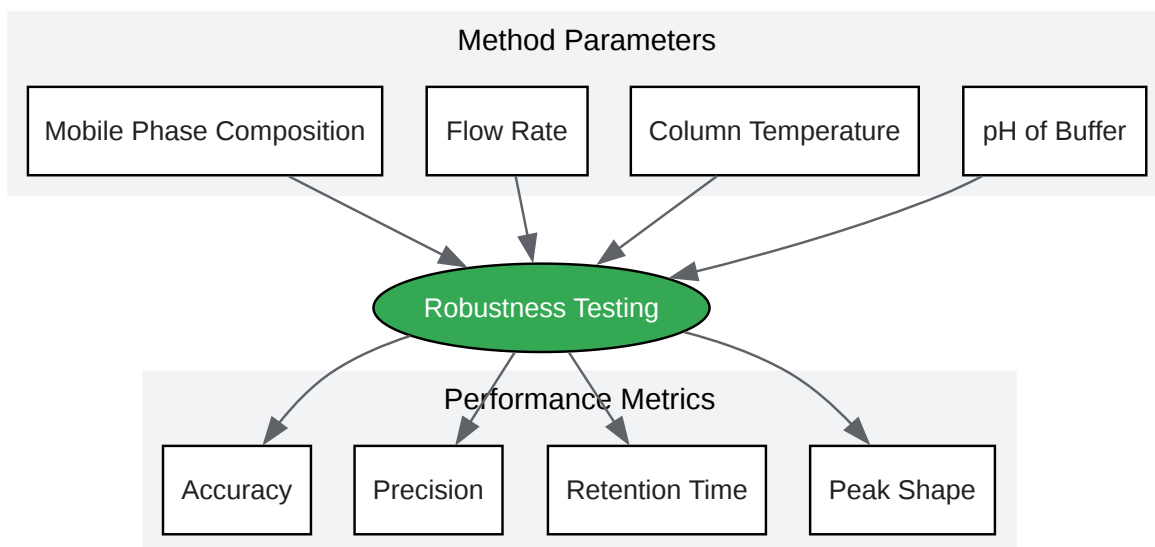 Method Parameters
Mobile Phase Composition
Flow Rate
Column Temperature
pH of Buffer
Robustness Testing
Performance Metrics
Accuracy
Precision
Retention Time
Peak Shape